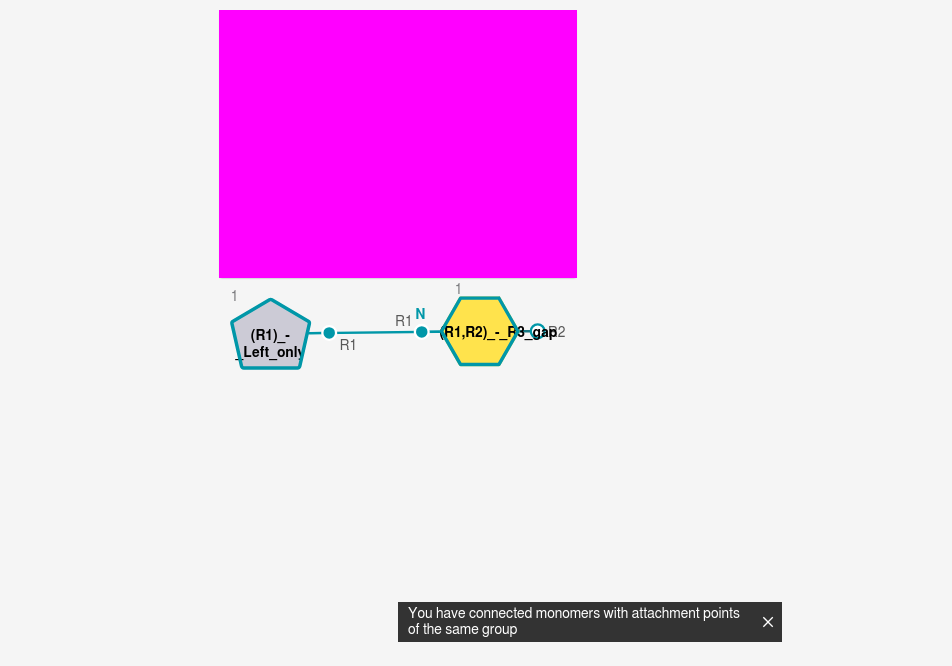 1
1
N
R1
(R1)_-
_Left_only
(R1,R2)_-_R3_gap
R2
R1
You have connected monomers with attachment points
of the same group